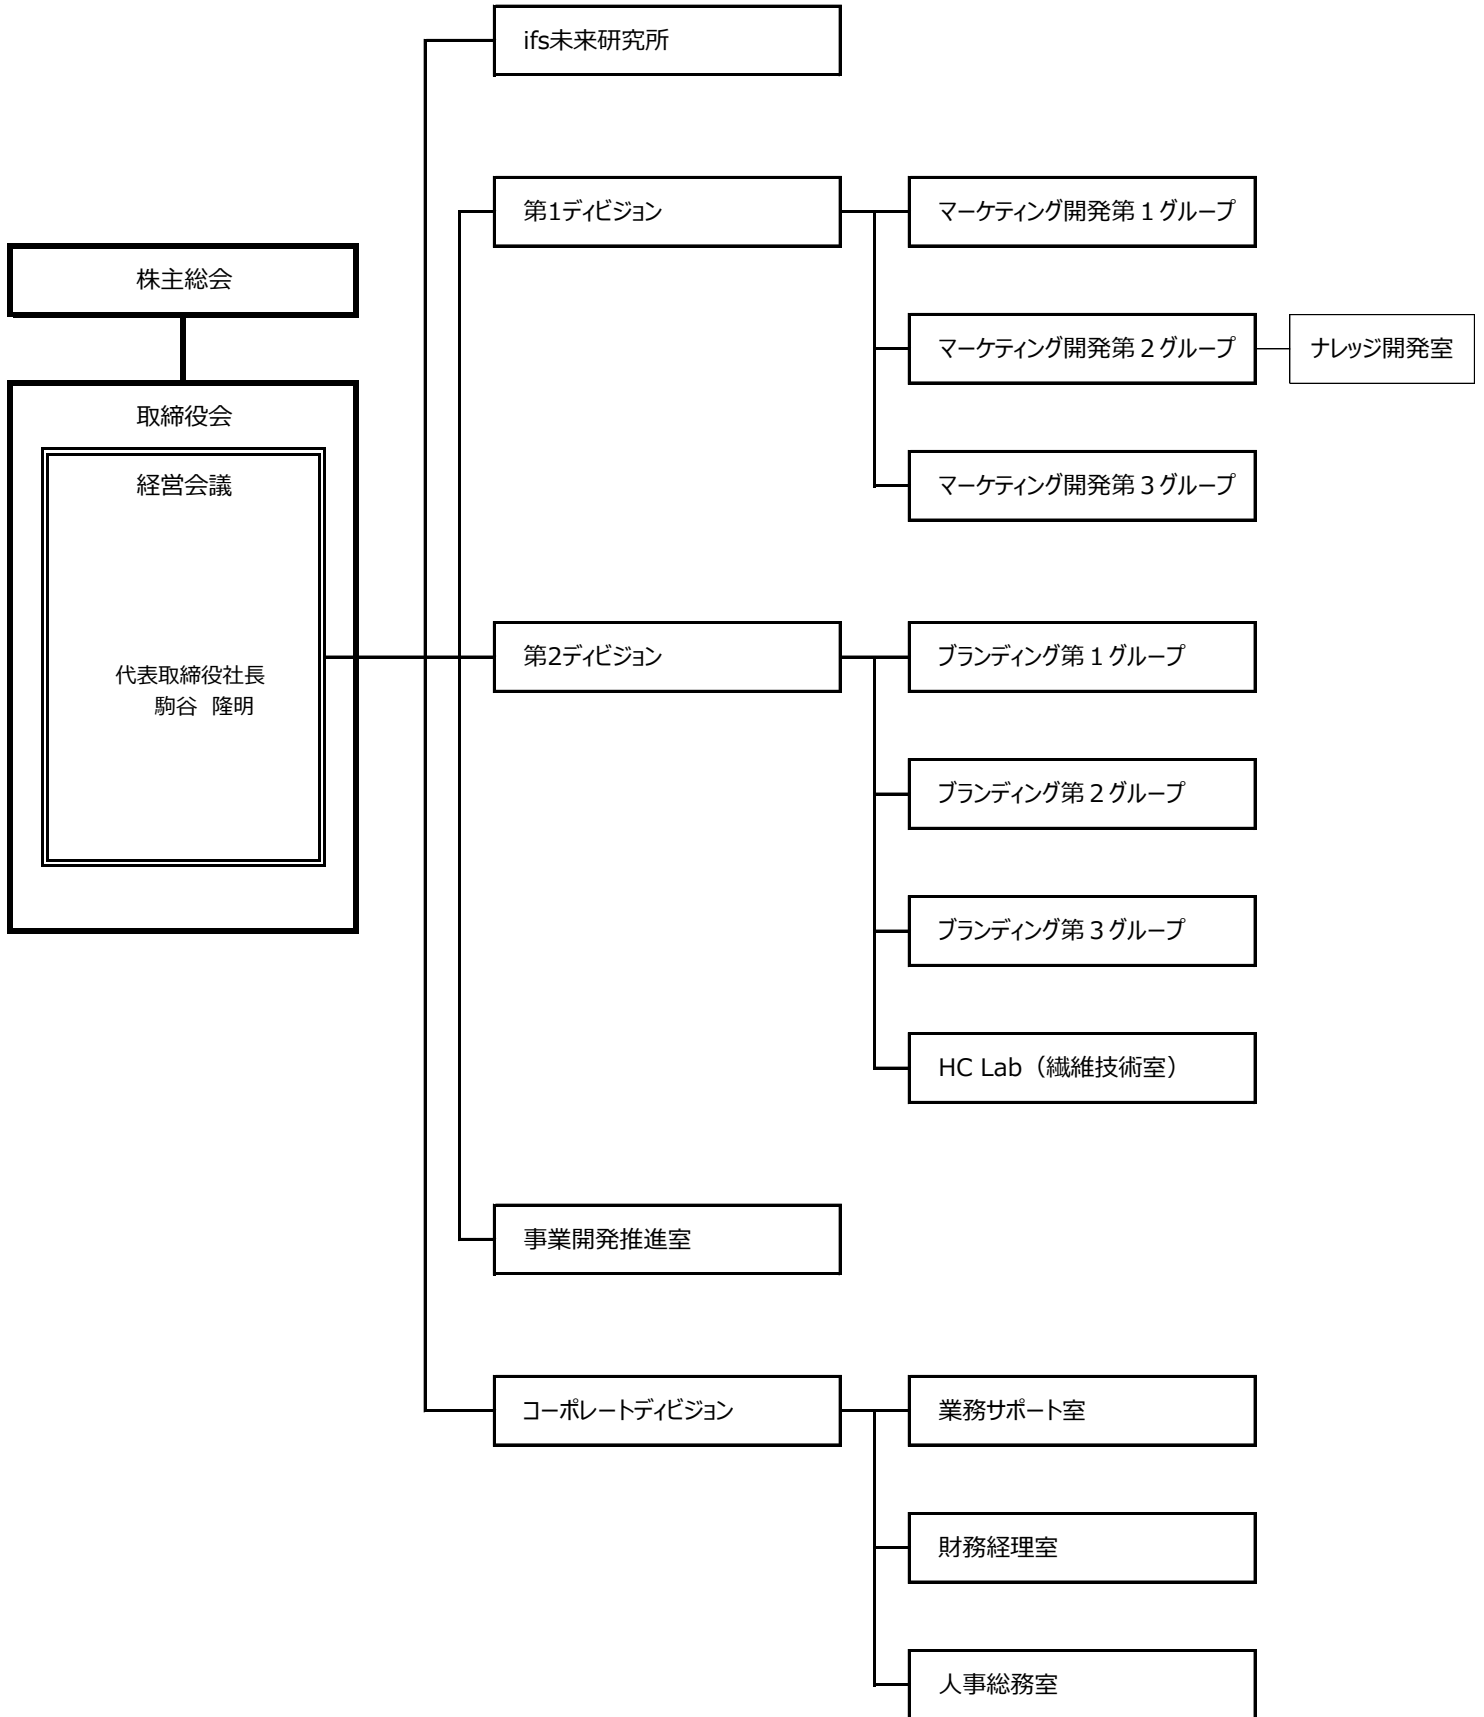 ifs未来研究所
第1ディビジョン
マーケティング開発第１グループ
株主総会
マーケティング開発第２グループ
ナレッジ開発室
取締役会
経営会議
マーケティング開発第３グループ
代表取締役社長
駒谷　隆明
第2ディビジョン
ブランディング第１グループ
ブランディング第２グループ
ブランディング第３グループ
HC Lab（繊維技術室）
事業開発推進室
コーポレートディビジョン
業務サポート室
財務経理室
人事総務室